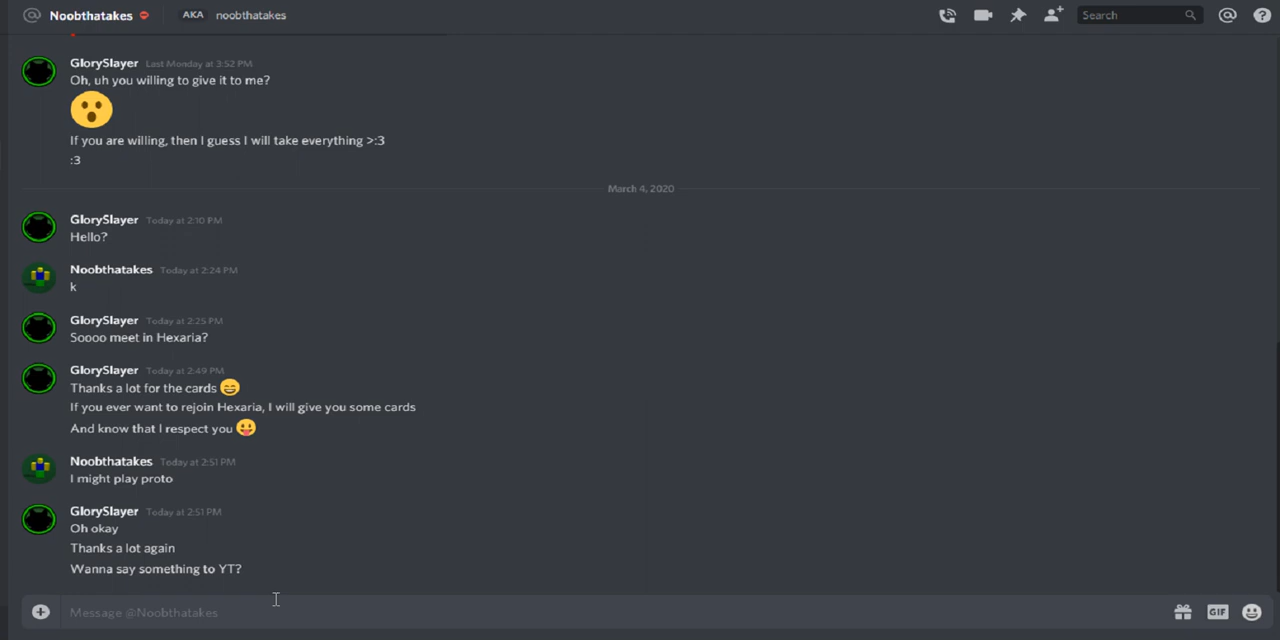 @ Noobthatakes AKA noobthatakes Search
GlorySlayer Last Monday at 3:52 PM
Oh, uh you willing to give it to me?
If you are willing, then I guess I will take everything >:3
:3
March 4, 2020
GlorySlayer Today at 2:10 PM
Hello?
Noobthatakes Today at 2:24 PM
k
GlorySlayer Today at 2:25 PM
Soooo meet in Hexaria?
GlorySlayer Today at 2:49 PM
Thanks a lot for the cards 😄
If you ever want to rejoin Hexaria, I will give you some cards
And know that I respect you 😛
Noobthatakes Today at 2:51 PM
I might play proto
GlorySlayer Today at 2:51 PM
Oh okay
Thanks a lot again
Wanna say something to YT?
Message @Noobthatakes GIF